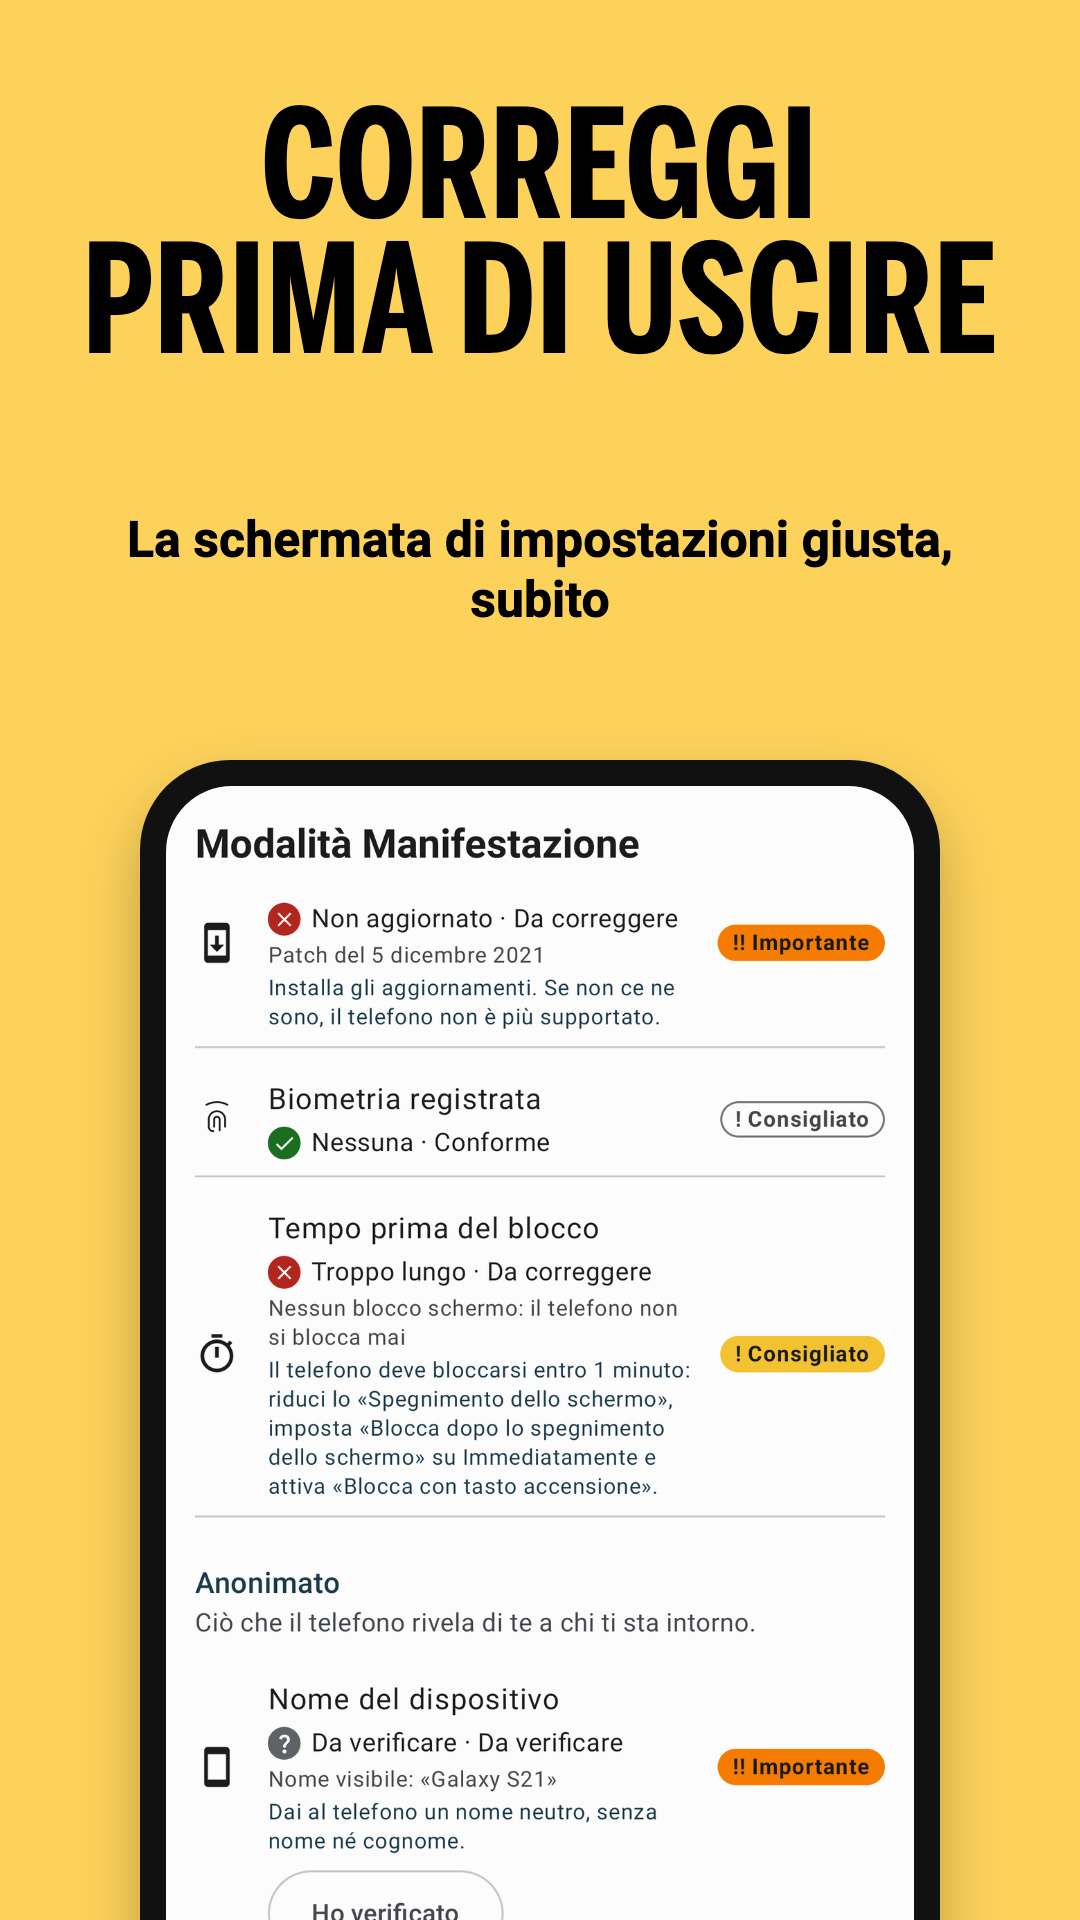 CORREGGI
PRIMA DI USCIRE
La schermata di impostazioni giusta,
subito
Modalità Manifestazione
Non aggiornato · Da correggere
Patch del 5 dicembre 2021
Installa gli aggiornamenti. Se non ce ne
sono, il telefono non è più supportato.
!! Importante
Biometria registrata
Nessuna · Conforme
! Consigliato
Tempo prima del blocco
Troppo lungo · Da correggere
Nessun blocco schermo: il telefono non
si blocca mai
Il telefono deve bloccarsi entro 1 minuto:
riduci lo «Spegnimento dello schermo»,
imposta «Blocca dopo lo spegnimento
dello schermo» su Immediatamente e
attiva «Blocca con tasto accensione».
! Consigliato
Anonimato
Ciò che il telefono rivela di te a chi ti sta intorno.
Nome del dispositivo
Da verificare · Da verificare
Nome visibile: «Galaxy S21»
Dai al telefono un nome neutro, senza
nome né cognome.
!! Importante
Ho verificato